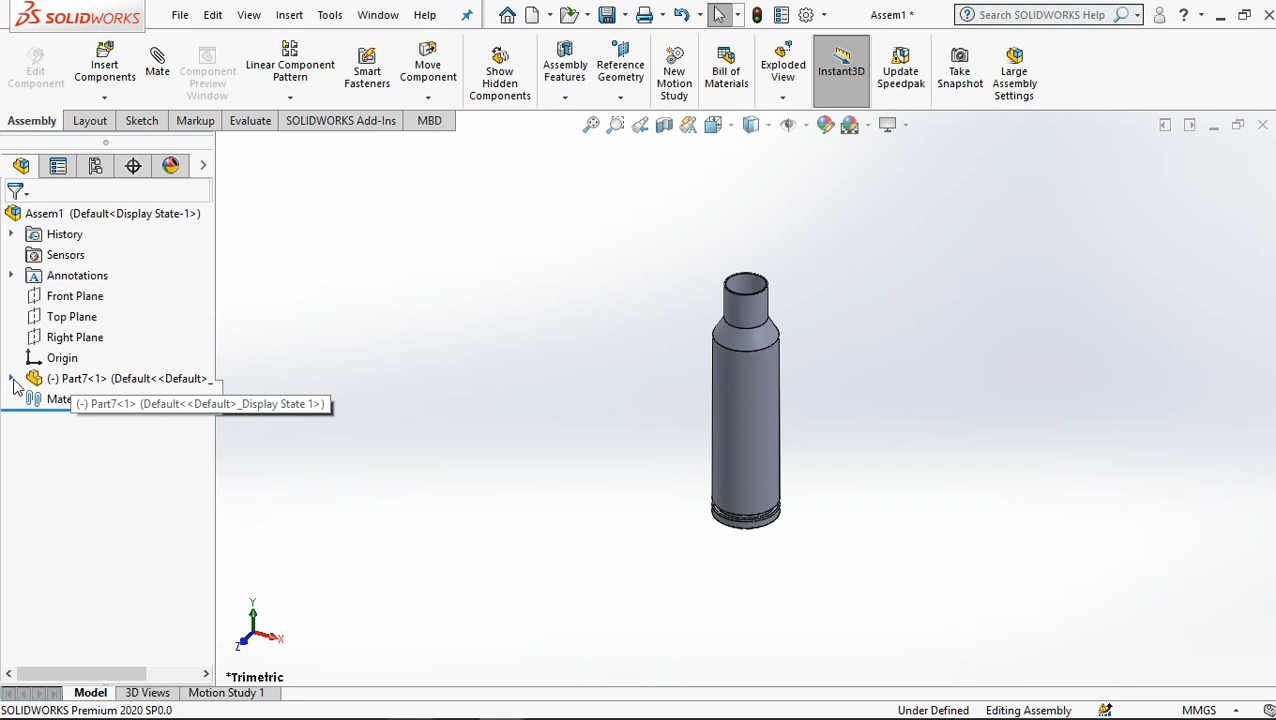 SOLIDWORKS File Edit View Insert Tools Window Help Assem1 * Search SOLIDWORKS Help ?
Edit Component
Insert Components
Mate
Component Preview Window
Linear Component Pattern
Smart Fasteners
Move Component
Show Hidden Components
Assembly Features
Reference Geometry
New Motion Study
Bill of Materials
Exploded View
Instant3D
Update Speedpak
Take Snapshot
Large Assembly Settings
Assembly Layout Sketch Markup Evaluate SOLIDWORKS Add-Ins MBD
Assem1 (Default<Display State-1>)
History
Sensors
Annotations
Front Plane
Top Plane
Right Plane
Origin
(-) Part7<1> (Default<<Default>_
Mate
(-) Part7<1> (Default<<Default>_Display State 1>)
Y
X
Z
*Trimetric
Model 3D Views Motion Study 1
SOLIDWORKS Premium 2020 SP0.0 Under Defined Editing Assembly MMGS